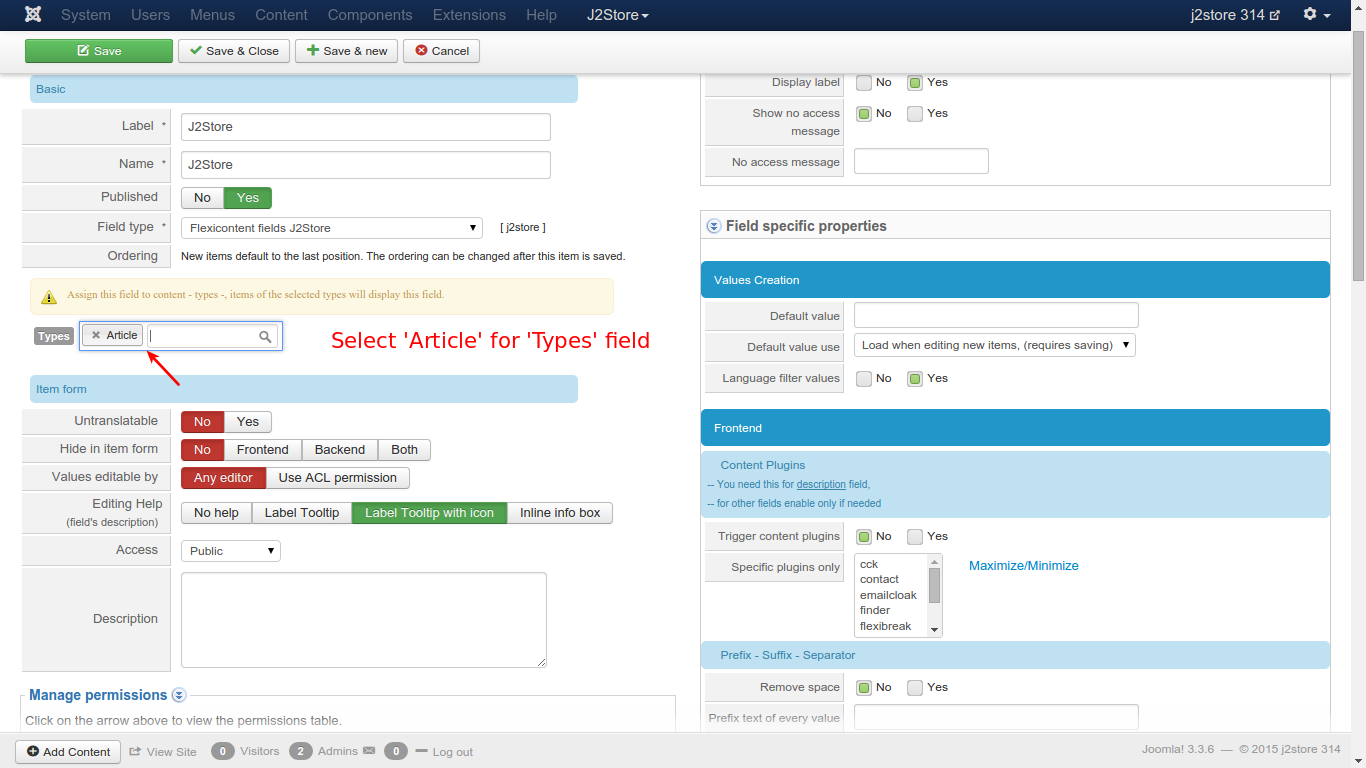 System Users Menus Content Components Extensions Help J2Store j2store 314
Save Save & Close Save & new Cancel
Basic
Label * J2Store
Name * J2Store
Published No Yes
Field type * Flexicontent fields J2Store [ j2store ]
Ordering New items default to the last position. The ordering can be changed after this item is saved.
Assign this field to content - types -, items of the selected types will display this field.
Types Article
Select 'Article' for 'Types' field
Item form
Untranslatable No Yes
Hide in item form No Frontend Backend Both
Values editable by Any editor Use ACL permission
Editing Help
(field's description)
No help Label Tooltip Label Tooltip with icon Inline info box
Access Public
Description
Manage permissions
Click on the arrow above to view the permissions table.
Display label No Yes
Show no access
message
No Yes
No access message
Field specific properties
Values Creation
Default value
Default value use Load when editing new items, (requires saving)
Language filter values No Yes
Frontend
Content Plugins
-- You need this for description field,
-- for other fields enable only if needed
Trigger content plugins No Yes
Specific plugins only
cck
contact
emailcloak
finder
flexibreak
Maximize/Minimize
Prefix - Suffix - Separator
Remove space No Yes
Prefix text of every value
Add Content View Site 0 Visitors 2 Admins 0 Log out
Joomla! 3.3.6 — © 2015 j2store 314